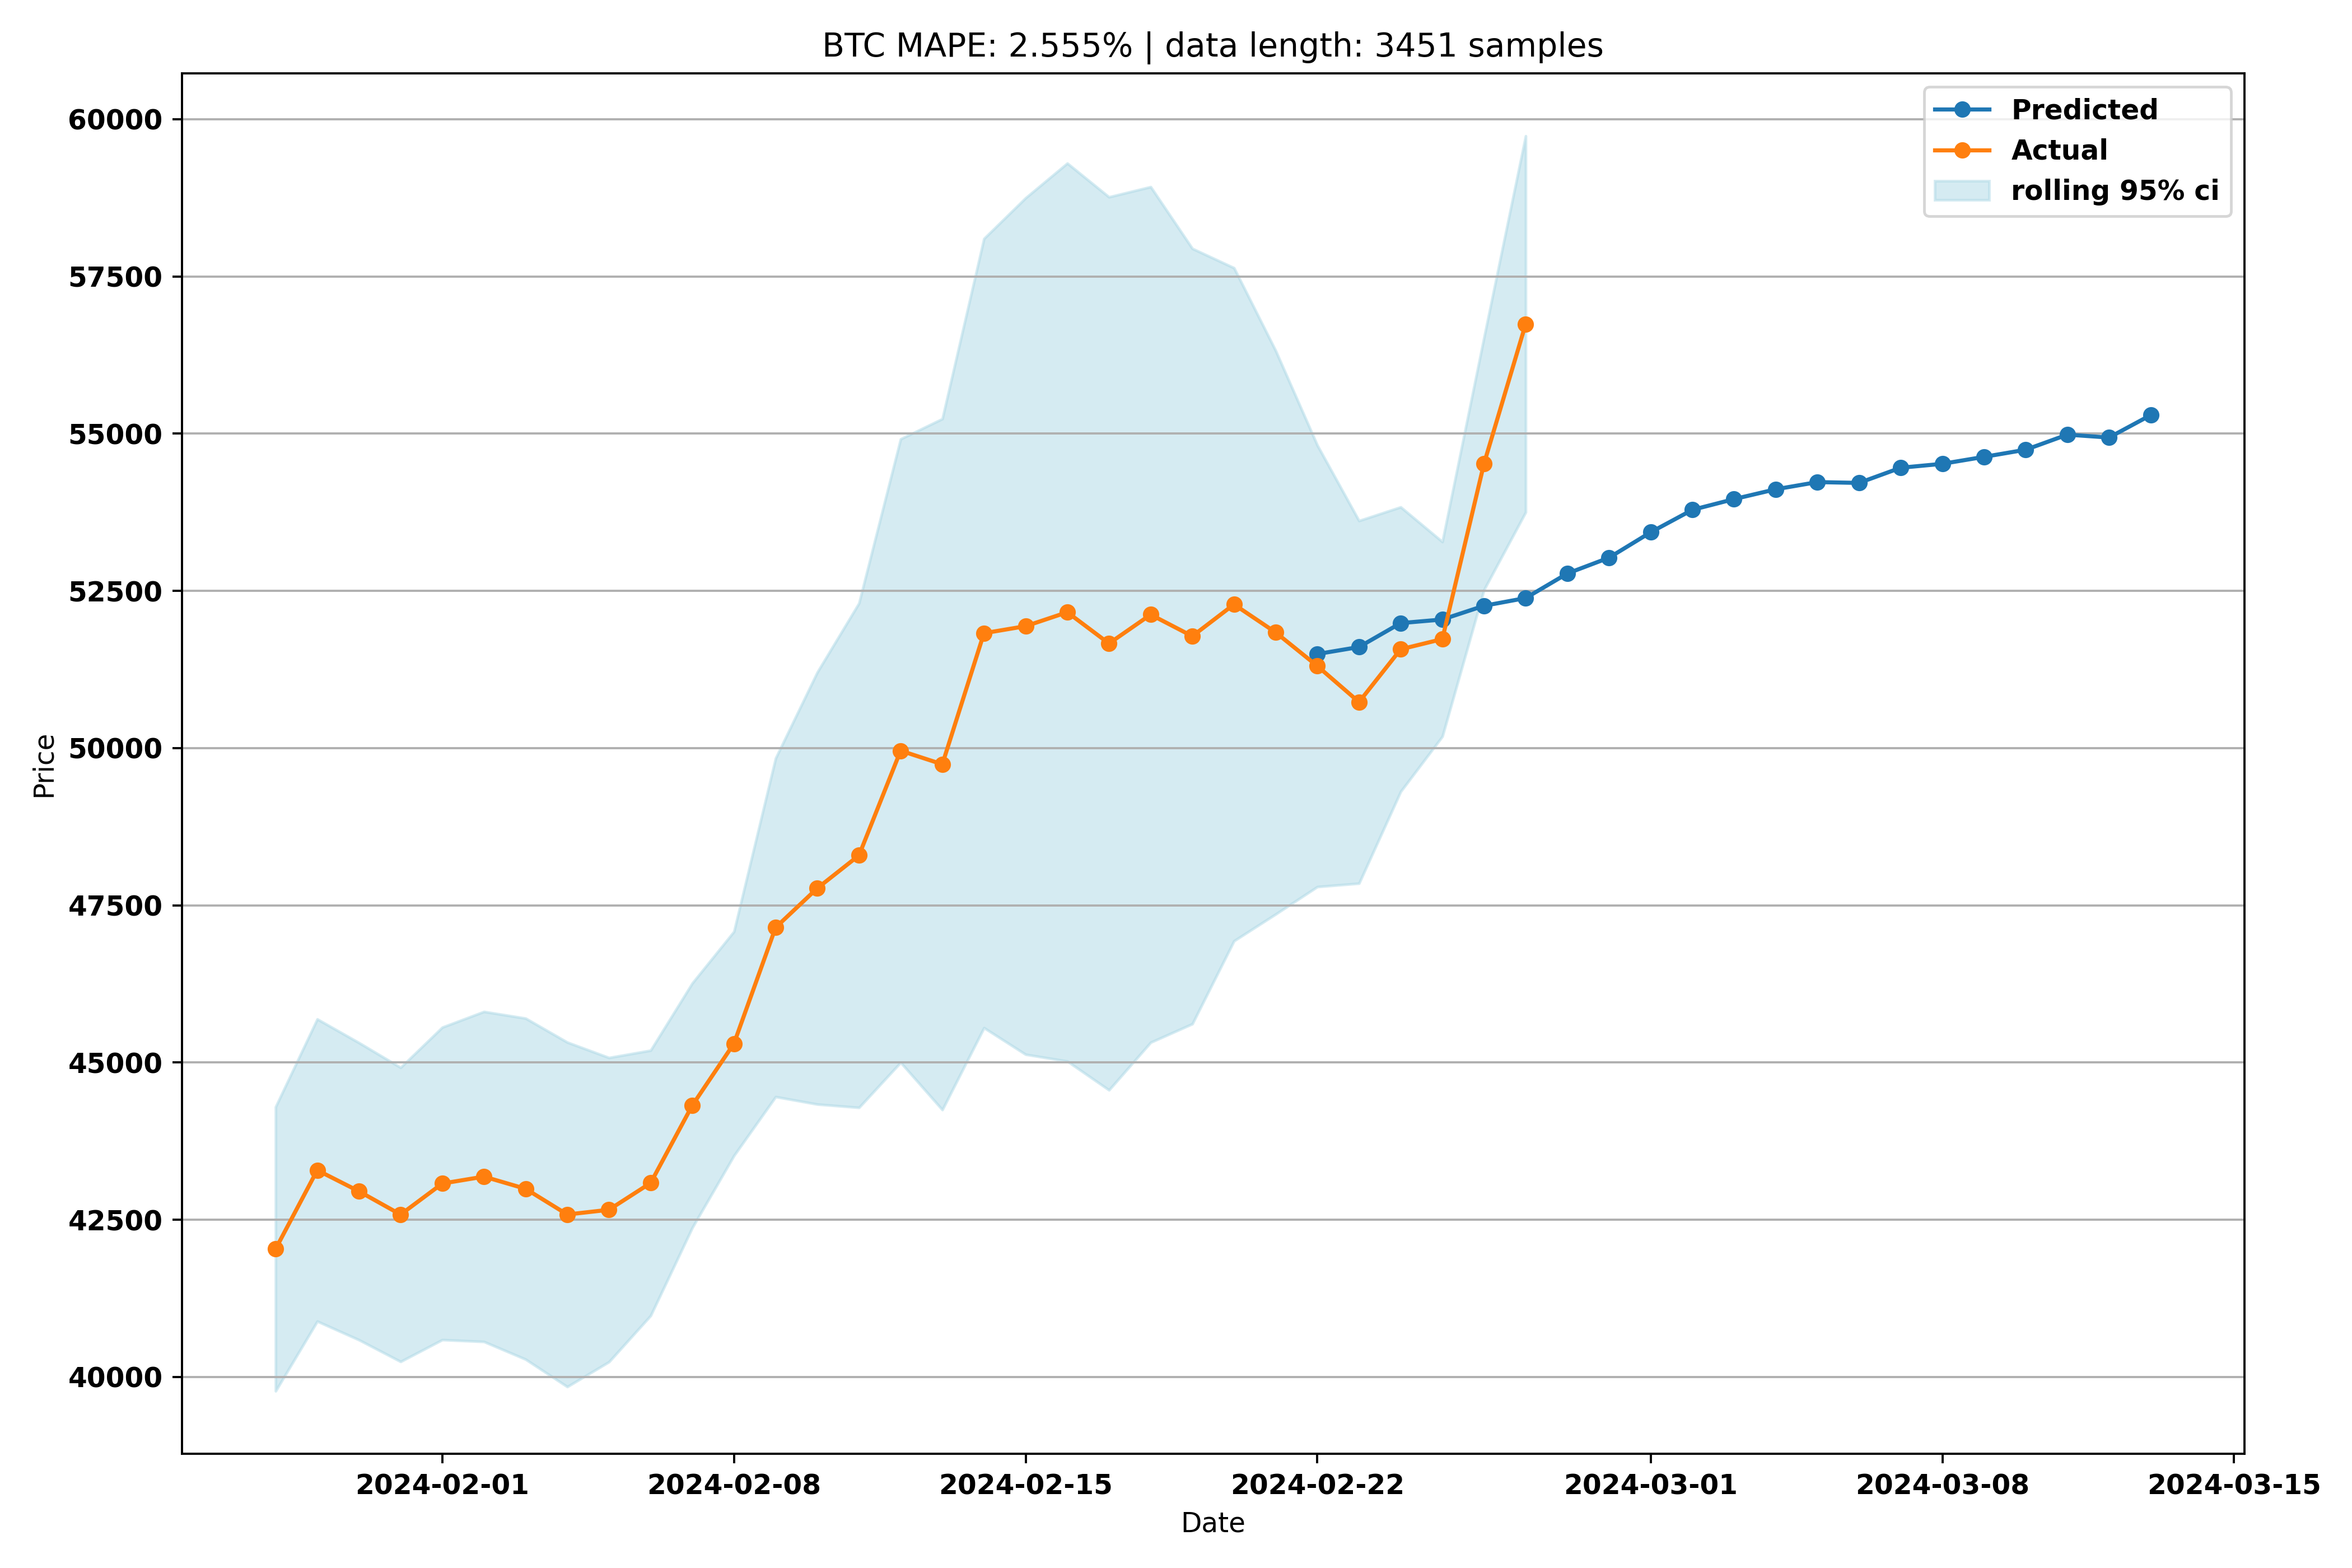 BTC MAPE: 2.555% | data length: 3451 samples
Predicted
Actual
rolling 95% ci
60000
57500
55000
52500
50000
47500
45000
42500
40000
Price
2024-02-01
2024-02-08
2024-02-15
2024-02-22
2024-03-01
2024-03-08
2024-03-15
Date